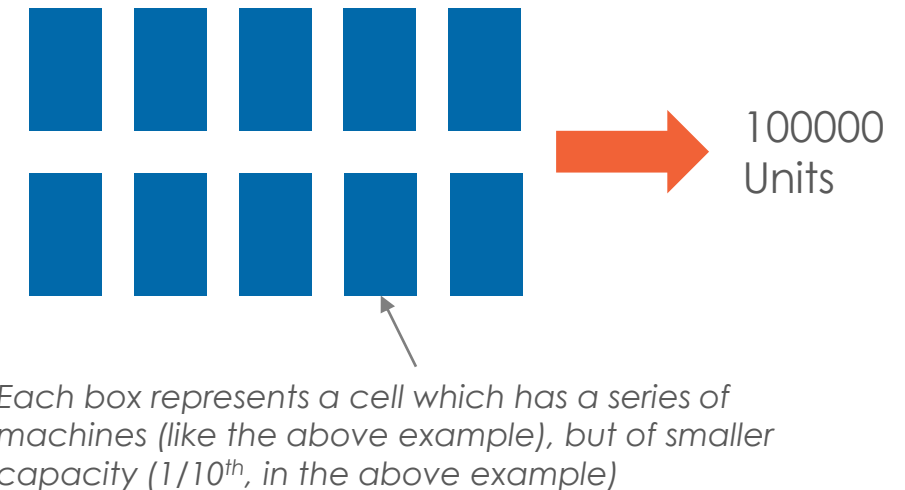 100000
Units
Each box represents a cell which has a series of
machines (like the above example), but of smaller
capacity (1/10th, in the above example)